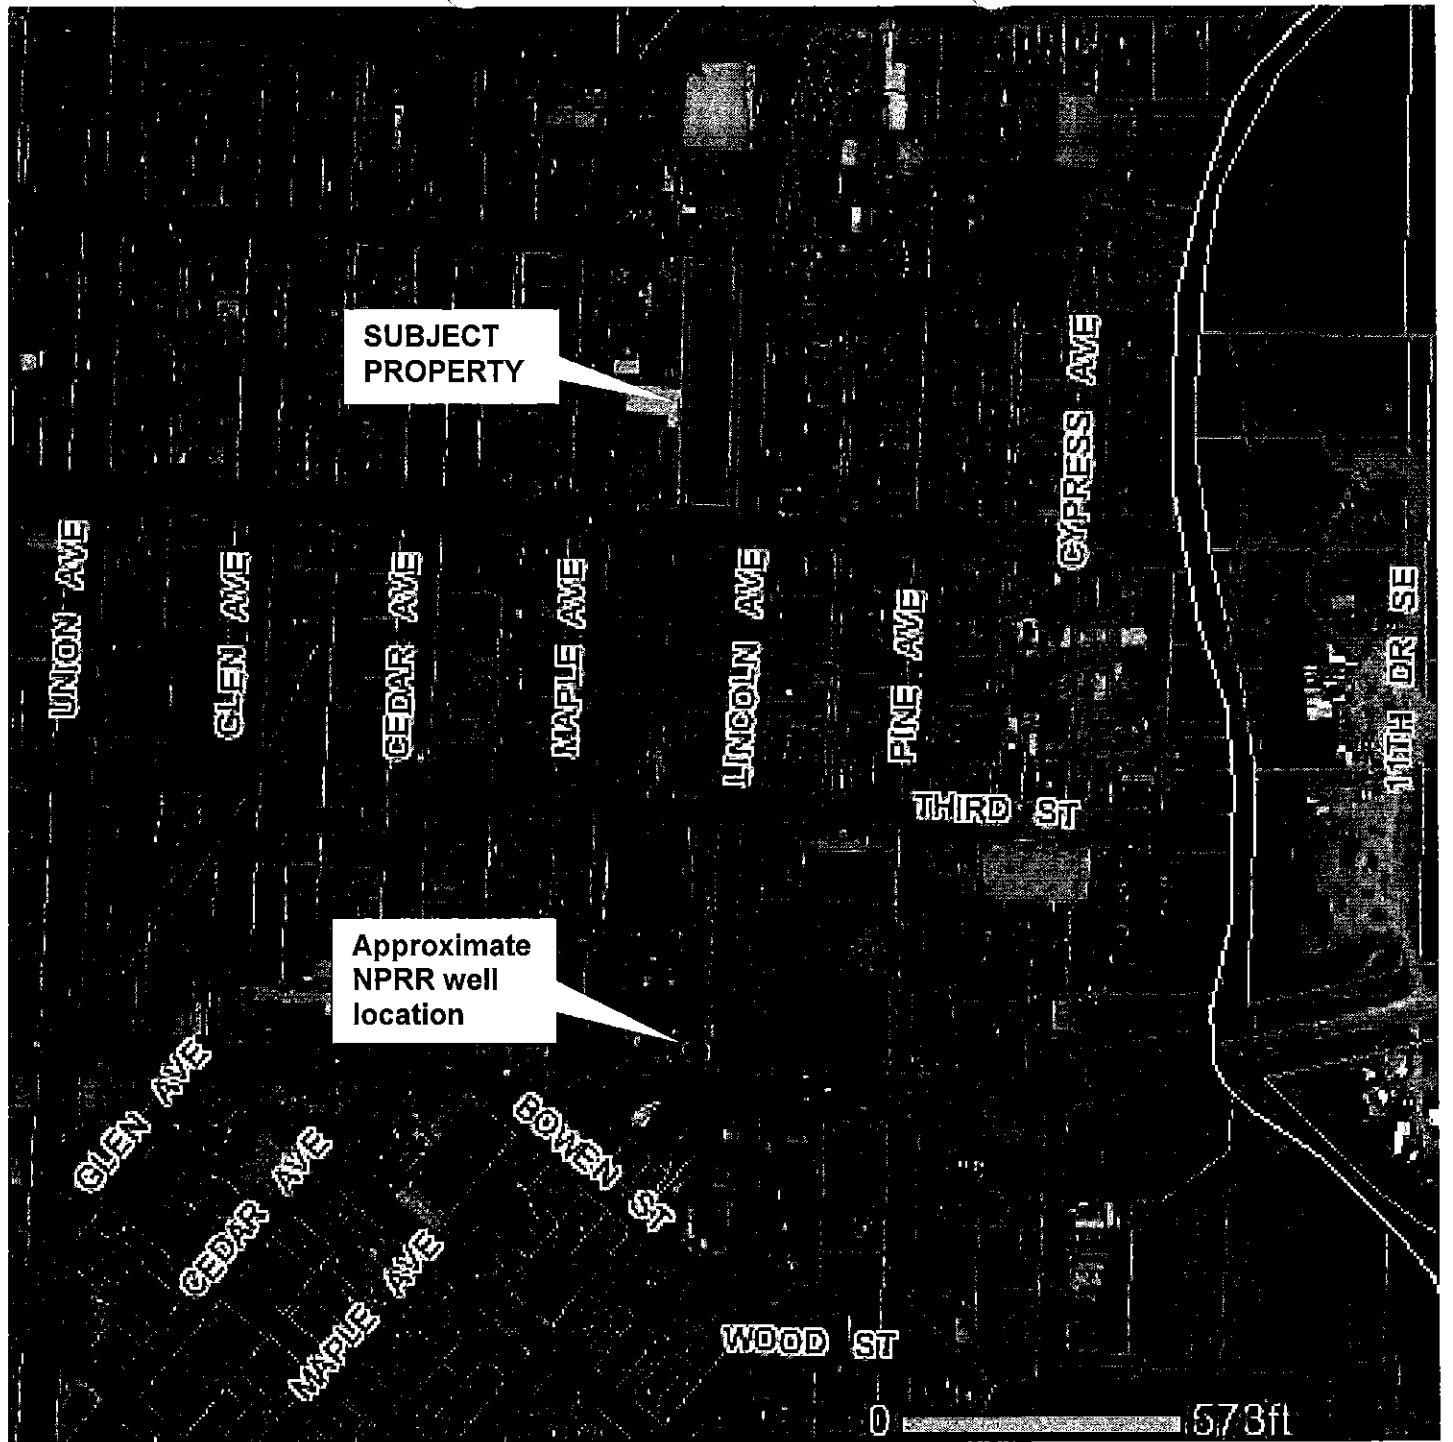 SUBJECT
PROPERTY
CYPRESS AVE
UNION AVE
GLEN AVE
CEDAR AVE
MAPLE AVE
LINCOLN AVE
PINE AVE
11TH DR SE
THIRD ST
Approximate
NPRR well
location
GLEN AVE
CEDAR AVE
MAPLE AVE
BOWEN ST
WOOD ST
0 573ft